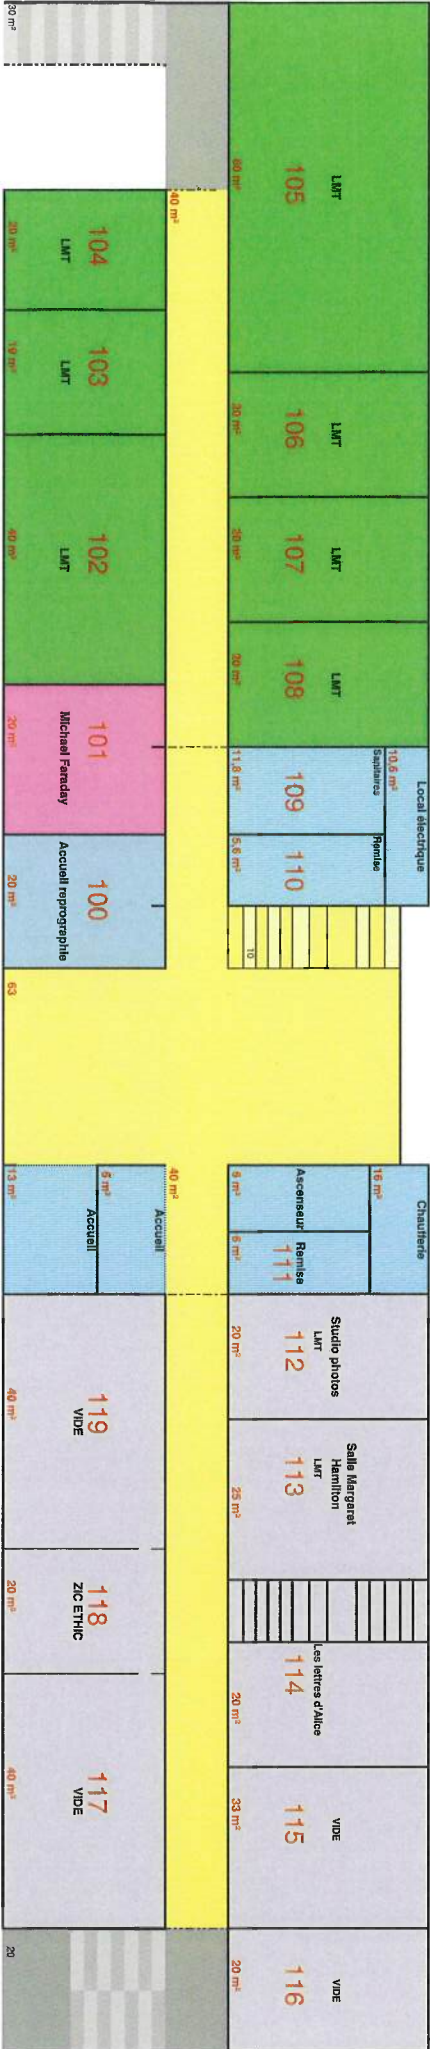 30 m²
LMT
105
60 m²
LMT
106
20 m²
LMT
107
20 m²
LMT
108
20 m²
Local électrique
10,6 m²
Sanitaires
109
11,8 m²
Remise
110
5,6 m²
10
Chaufferie
16 m²
Ascenseur
5 m²
Remise
111
5 m²
Studio photos
LMT
112
20 m²
Salle Margaret
Hamilton
LMT
113
25 m²
Les lettres d'Alice
114
20 m²
VIDE
115
33 m²
VIDE
116
20 m²
40 m²
40 m²
104
LMT
20 m²
103
LMT
19 m²
102
LMT
40 m²
101
Michael Faraday
20 m²
100
Accueil reprographie
20 m²
63
Accueil
5 m²
Accueil
13 m²
119
VIDE
40 m²
118
ZIC ETHIC
20 m²
117
VIDE
40 m²
20